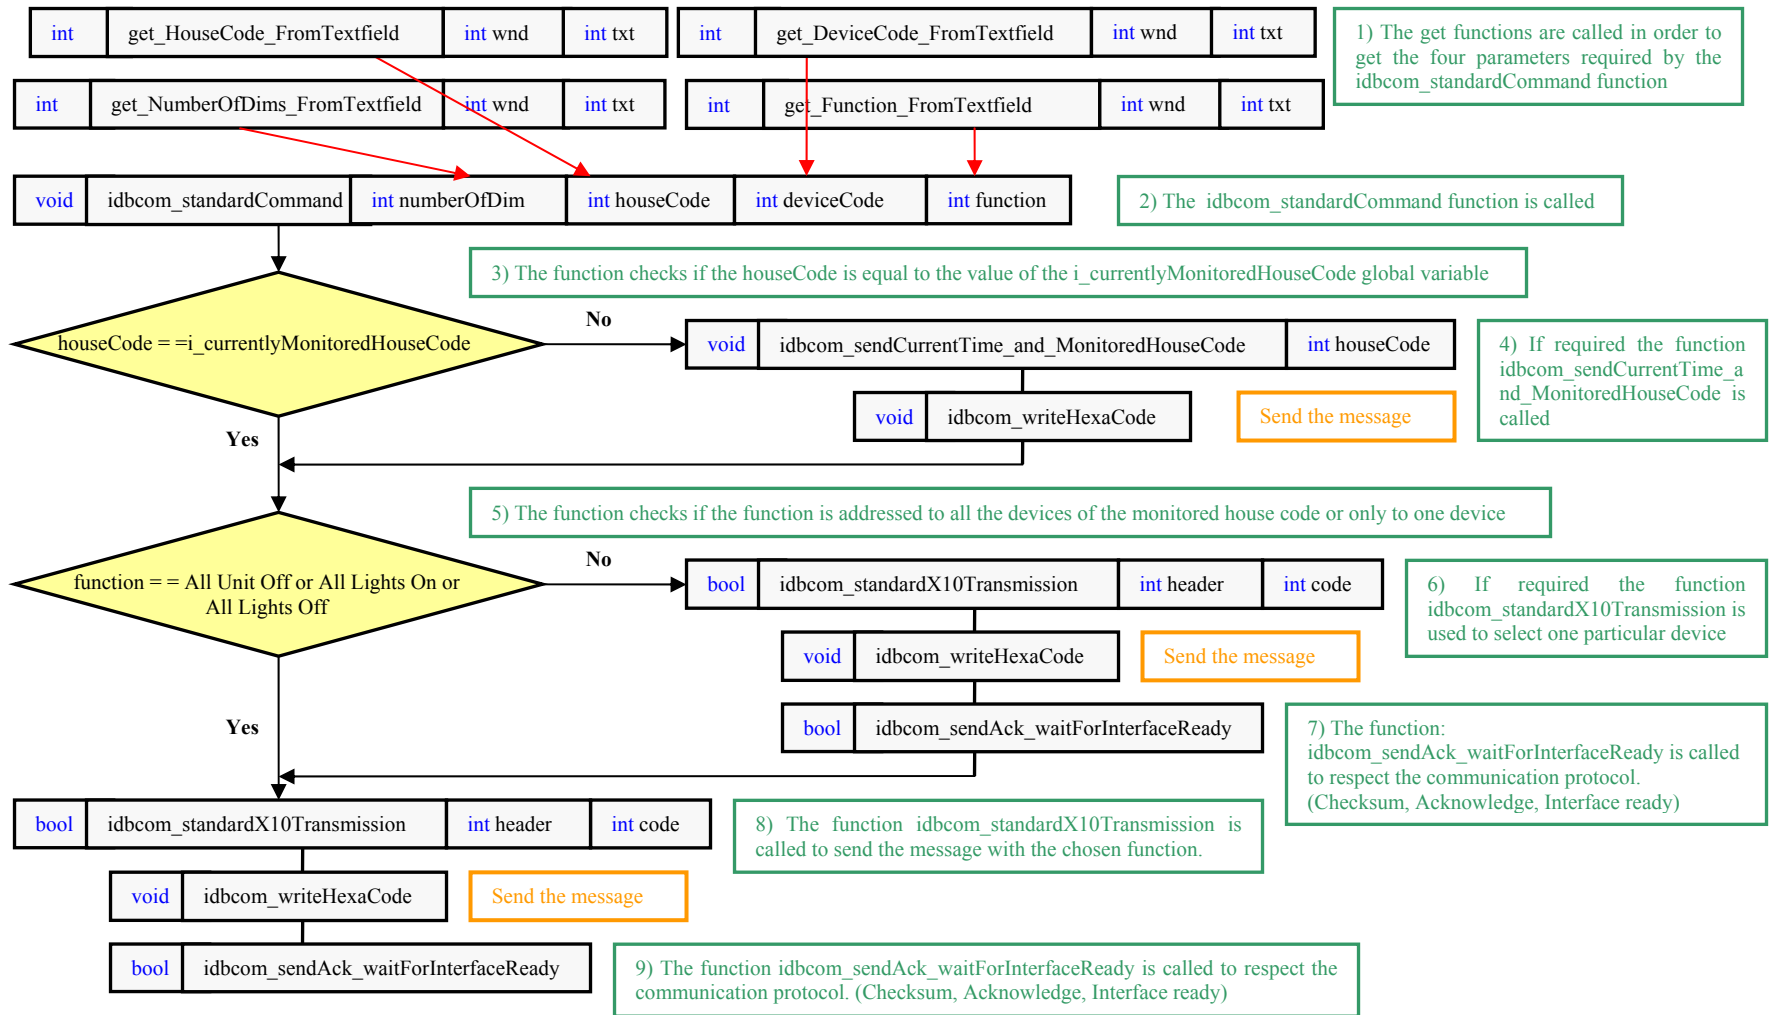 int get_HouseCode_FromTextfield int wnd int txt
int get_DeviceCode_FromTextfield int wnd int txt
1) The get functions are called in order to
get the four parameters required by the
idbcom_standardCommand function
int get_NumberOfDims_FromTextfield int wnd int txt
int get_Function_FromTextfield int wnd int txt
void idbcom_standardCommand int numberOfDim int houseCode int deviceCode int function
2) The idbcom_standardCommand function is called
3) The function checks if the houseCode is equal to the value of the i_currentlyMonitoredHouseCode global variable
houseCode = =i_currentlyMonitoredHouseCode
No
void idbcom_sendCurrentTime_and_MonitoredHouseCode int houseCode
4) If required the function
idbcom_sendCurrentTime_a
nd_MonitoredHouseCode is
called
void idbcom_writeHexaCode
Send the message
Yes
5) The function checks if the function is addressed to all the devices of the monitored house code or only to one device
function = = All Unit Off or All Lights On or
All Lights Off
No
bool idbcom_standardX10Transmission int header int code
6) If required the function
idbcom_standardX10Transmission is
used to select one particular device
void idbcom_writeHexaCode
Send the message
Yes
bool idbcom_sendAck_waitForInterfaceReady
7) The function:
idbcom_sendAck_waitForInterfaceReady is called
to respect the communication protocol.
(Checksum, Acknowledge, Interface ready)
bool idbcom_standardX10Transmission int header int code
8) The function idbcom_standardX10Transmission is
called to send the message with the chosen function.
void idbcom_writeHexaCode
Send the message
bool idbcom_sendAck_waitForInterfaceReady
9) The function idbcom_sendAck_waitForInterfaceReady is called to respect the
communication protocol. (Checksum, Acknowledge, Interface ready)